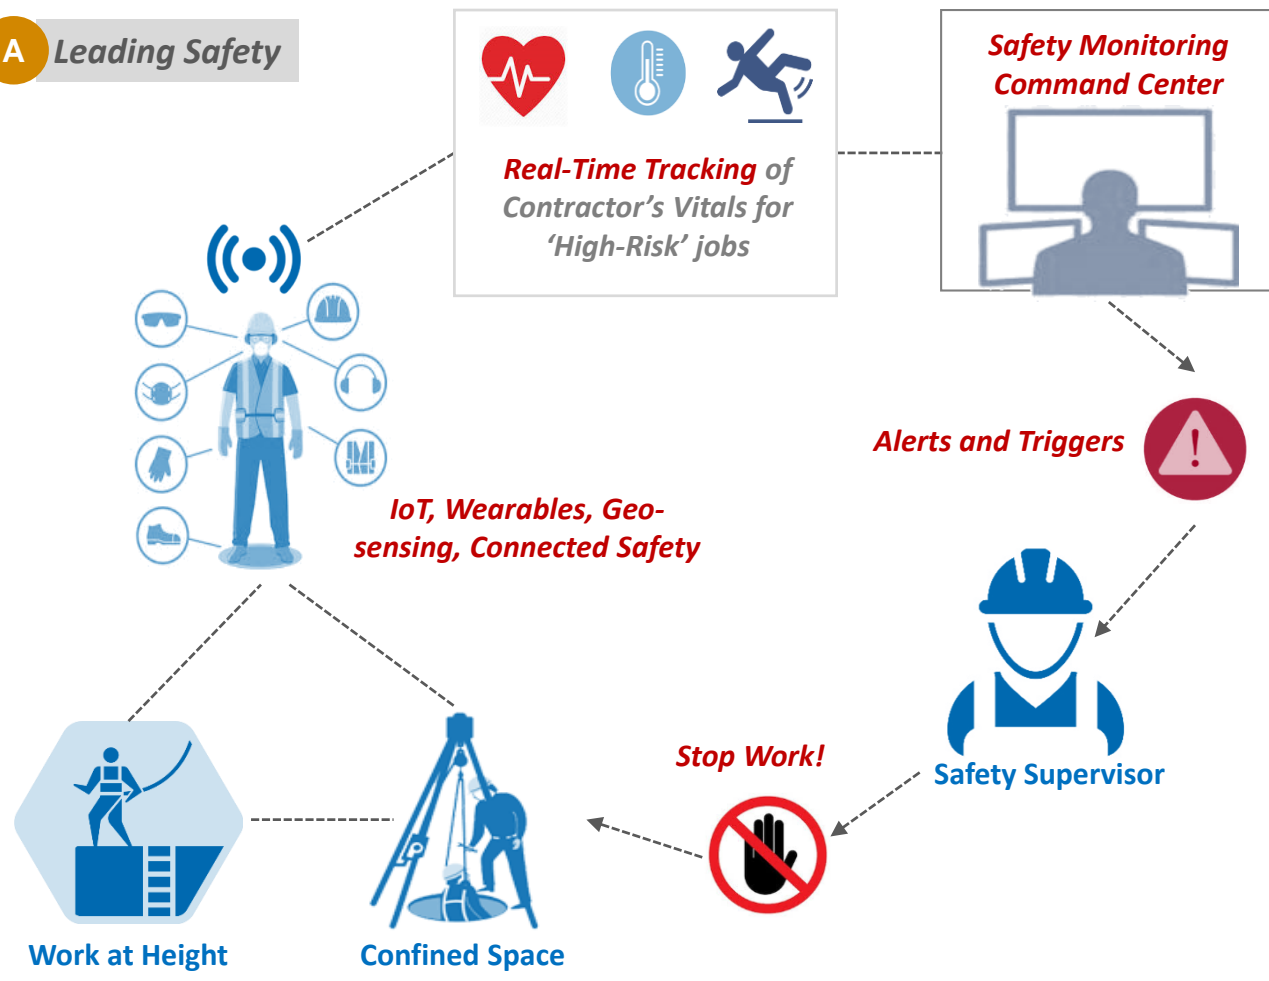 A Leading Safety
Real-Time Tracking of
Contractor's Vitals for
‘High-Risk’ jobs
Safety Monitoring
Command Center
Alerts and Triggers
IoT, Wearables, Geo-
sensing, Connected Safety
Safety Supervisor
Stop Work!
Work at Height
Confined Space